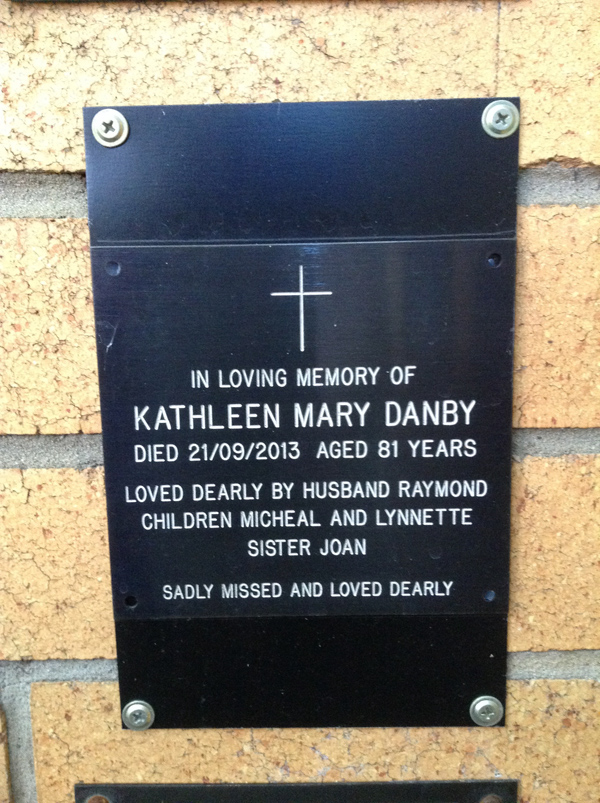 IN LOVING MEMORY OF
KATHLEEN MARY DANBY
DIED 21/09/2013 AGED 81 YEARS
LOVED DEARLY BY HUSBAND RAYMOND
CHILDREN MICHEAL AND LYNNETTE
SISTER JOAN
SADLY MISSED AND LOVED DEARLY